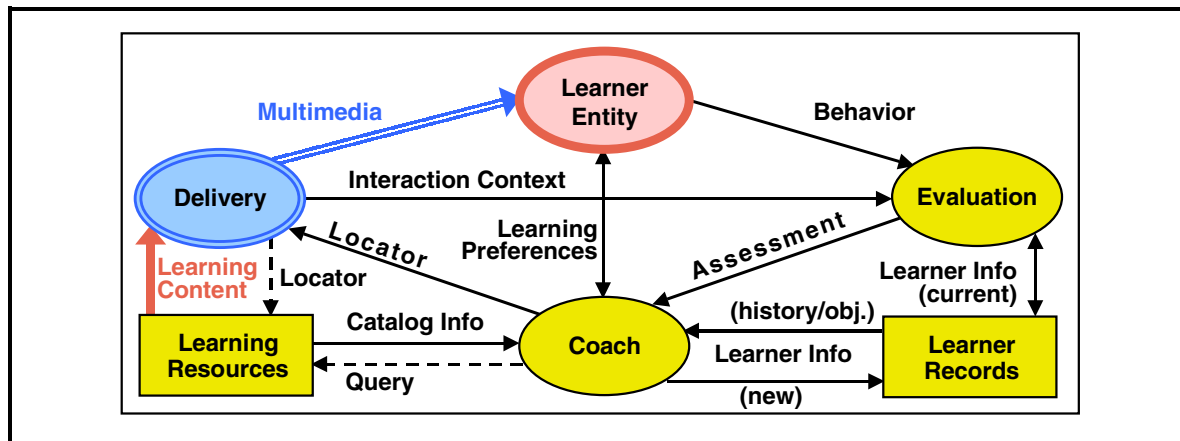 Learner
Entity
Multimedia
Behavior
Delivery
Interaction Context
Evaluation
Learning
Preferences
Locator
Assessment
Learning
Content
Locator
Learner Info
(current)
Learning
Resources
Catalog Info
Query
Coach
(history/obj.)
Learner Info
(new)
Learner
Records